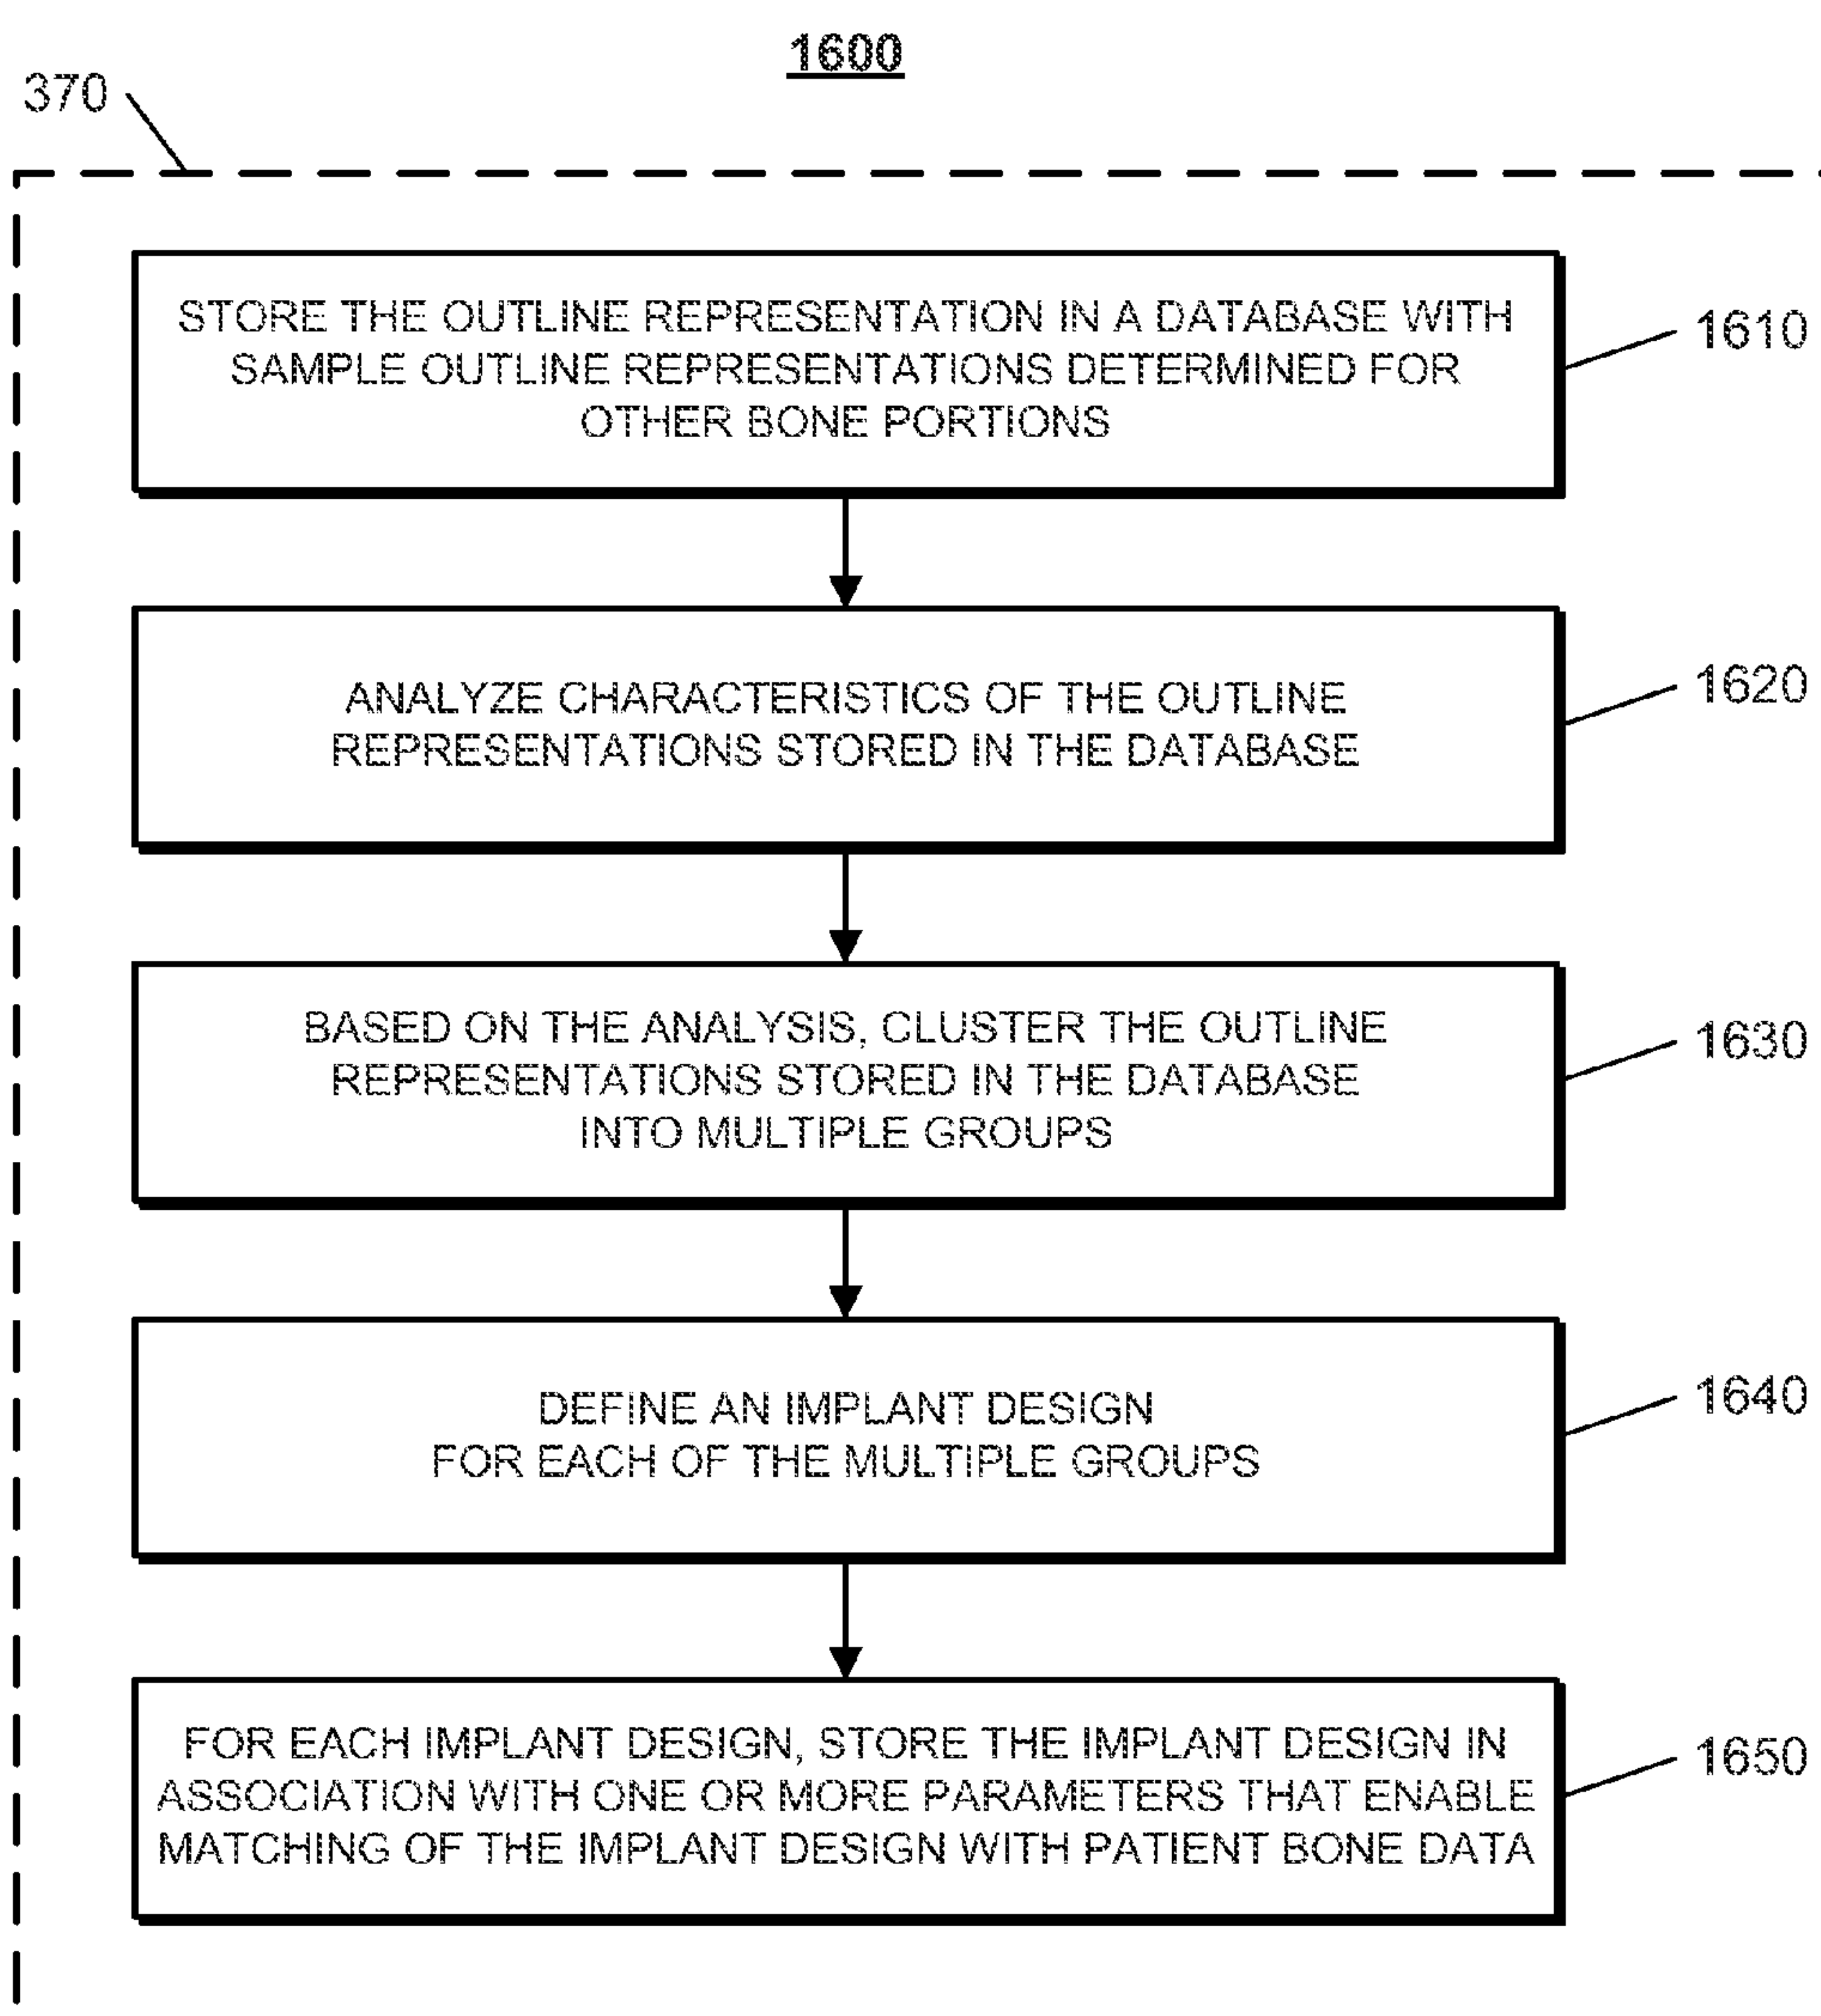 1600
370
STORE THE OUTLINE REPRESENTATION IN A DATABASE WITH
SAMPLE OUTLINE REPRESENTATIONS DETERMINED FOR
OTHER BONE PORTIONS
1610
ANALYZE CHARACTERISTICS OF THE OUTLINE
REPRESENTATIONS STORED IN THE DATABASE
1620
BASED ON THE ANALYSIS, CLUSTER THE OUTLINE
REPRESENTATIONS STORED IN THE DATABASE
INTO MULTIPLE GROUPS
1630
DEFINE AN IMPLANT DESIGN
FOR EACH OF THE MULTIPLE GROUPS
1640
FOR EACH IMPLANT DESIGN, STORE THE IMPLANT DESIGN IN
ASSOCIATION WITH ONE OR MORE PARAMETERS THAT ENABLE
MATCHING OF THE IMPLANT DESIGN WITH PATIENT BONE DATA
1650